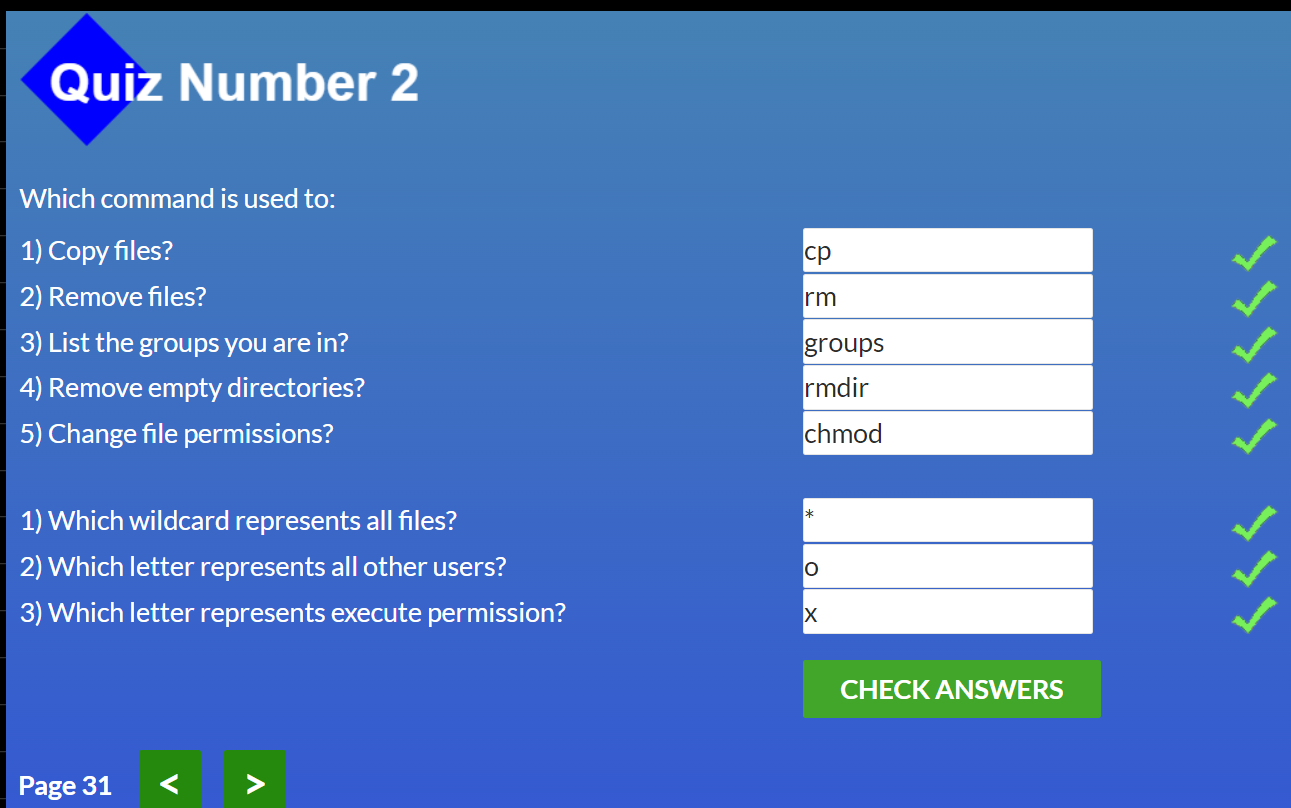 Quiz Number 2
Which command is used to:
1) Copy files? cp
2) Remove files? rm
3) List the groups you are in? groups
4) Remove empty directories? rmdir
5) Change file permissions? chmod
1) Which wildcard represents all files? *
2) Which letter represents all other users? o
3) Which letter represents execute permission? x
CHECK ANSWERS
Page 31 < >